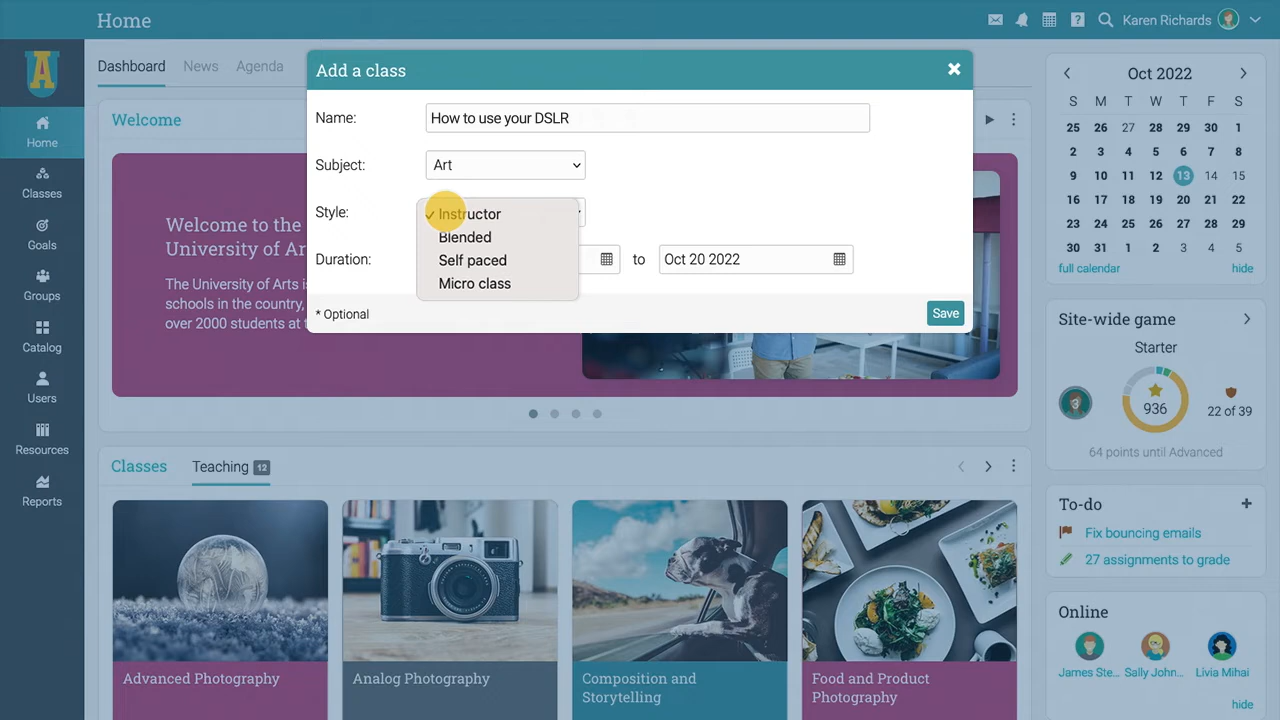 Home
Karen Richards
Dashboard
News
Agenda
Add a class
Name:
How to use your DSLR
Subject:
Art
Style:
✓ Instructor
Blended
Self paced
Micro class
Duration:
to
Oct 20 2022
* Optional
Save
Home
Classes
Goals
Groups
Catalog
Users
Resources
Reports
Welcome
Welcome to the
University of Art
The University of Arts i
schools in the country,
over 2000 students at t
Classes
Teaching 12
Advanced Photography
Analog Photography
Composition and
Storytelling
Food and Product
Photography
Oct 2022
S M T W T F S
25 26 27 28 29 30 1
2 3 4 5 6 7 8
9 10 11 12 13 14 15
16 17 18 19 20 21 22
23 24 25 26 27 28 29
30 31 1 2 3 4 5
full calendar
hide
Site-wide game
Starter
936
22 of 39
64 points until Advanced
To-do
Fix bouncing emails
27 assignments to grade
Online
James Ste...
Sally John...
Livia Mihai
hide